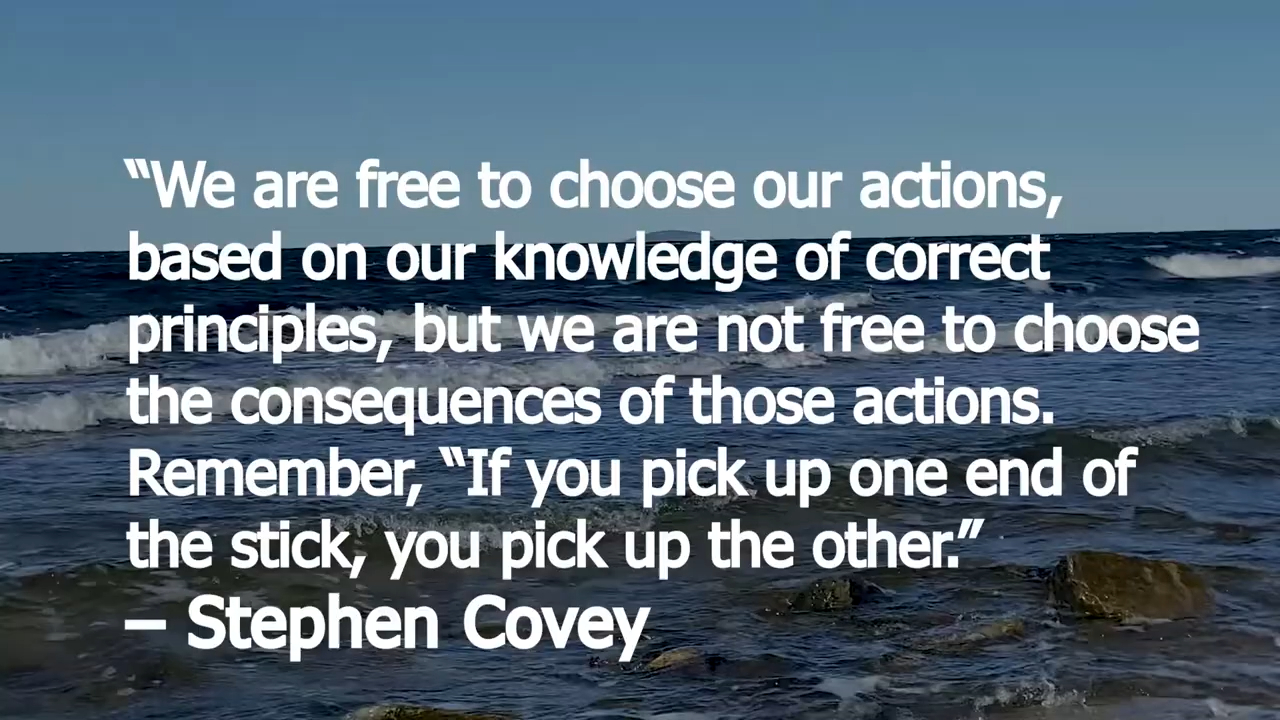 “We are free to choose our actions,
based on our knowledge of correct
principles, but we are not free to choose
the consequences of those actions.
Remember, “If you pick up one end of
the stick, you pick up the other.”
– Stephen Covey